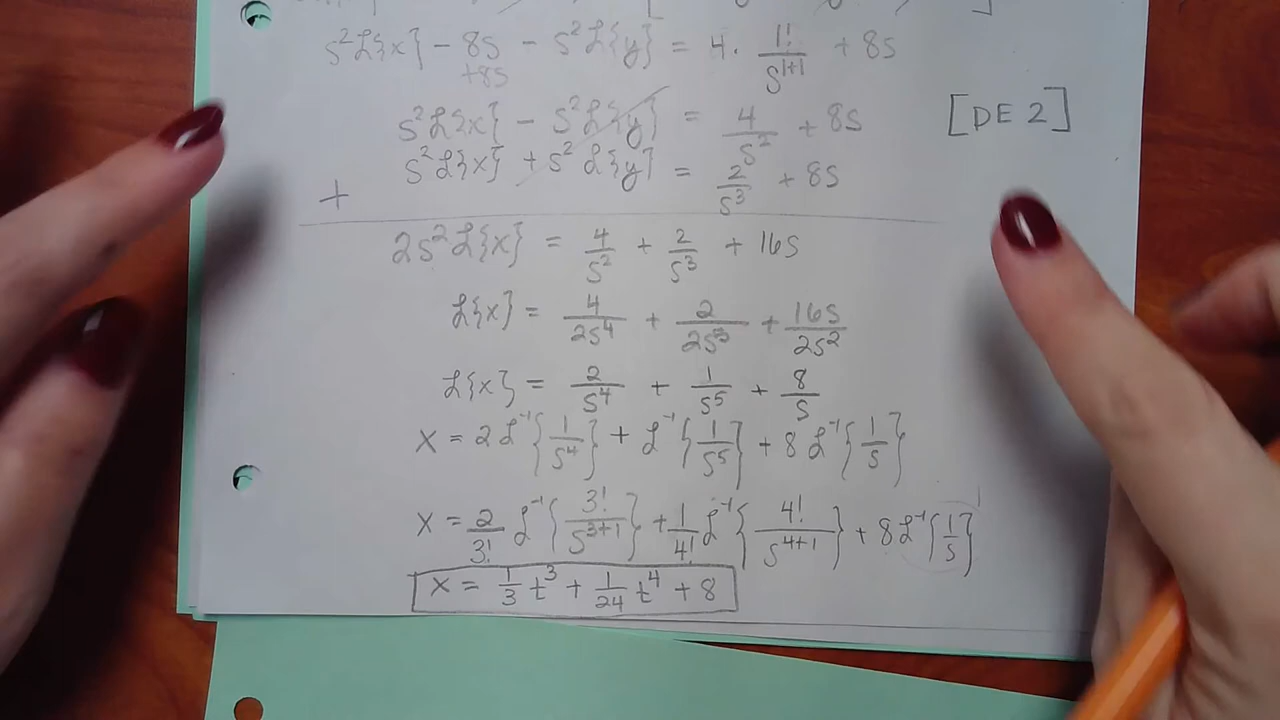 s²ℒ{x} - 8s - s²ℒ{y} = 4 · 1!/s^(1+1) + 8s
+8s
s²ℒ{x} - s²ℒ{y} = 4/s² + 8s [DE 2]
+ s²ℒ{x} + s²ℒ{y} = 2/s³ + 8s
2s²ℒ{x} = 4/s² + 2/s³ + 16s
ℒ{x} = 4/2s⁴ + 2/2s⁵ + 16s/2s²
ℒ{x} = 2/s⁴ + 1/s⁵ + 8/s
x = 2ℒ⁻¹{1/s⁴} + ℒ⁻¹{1/s⁵} + 8ℒ⁻¹{1/s}
x = 2/3! ℒ⁻¹{3!/s^(3+1)} + 1/4! ℒ⁻¹{4!/s^(4+1)} + 8ℒ⁻¹{1/s}
x = 1/3 t³ + 1/24 t⁴ + 8